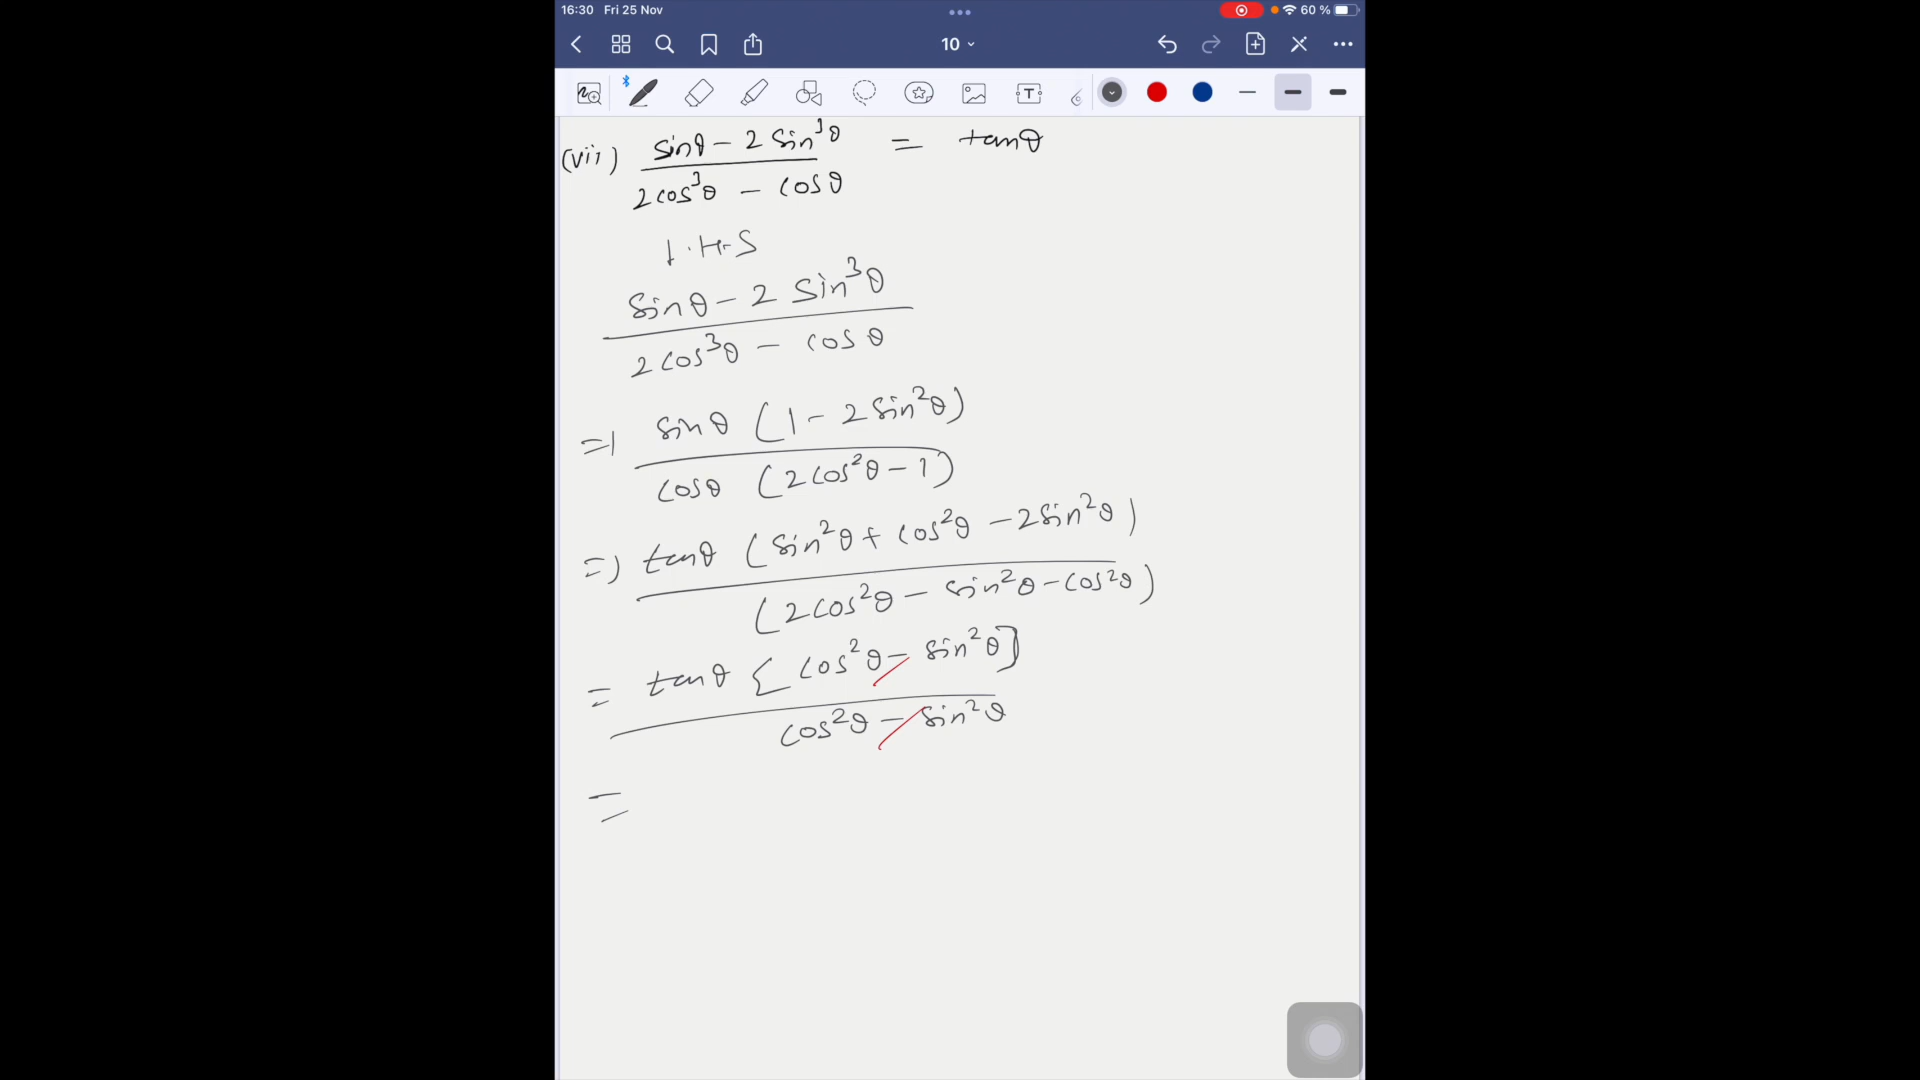 16:30 Fri 25 Nov
60 %
10
T
(vii) sinθ - 2 Sin³θ / 2cos³θ - cosθ = tanθ
L.H.S
sinθ - 2 Sin³θ / 2cos³θ - cosθ
=) sinθ (1 - 2sin²θ) / cosθ (2cos²θ - 1)
=) tanθ (sin²θ + cos²θ - 2sin²θ) / (2cos²θ - sin²θ - cos²θ)
= tanθ [cos²θ - sin²θ] / cos²θ - sin²θ
=